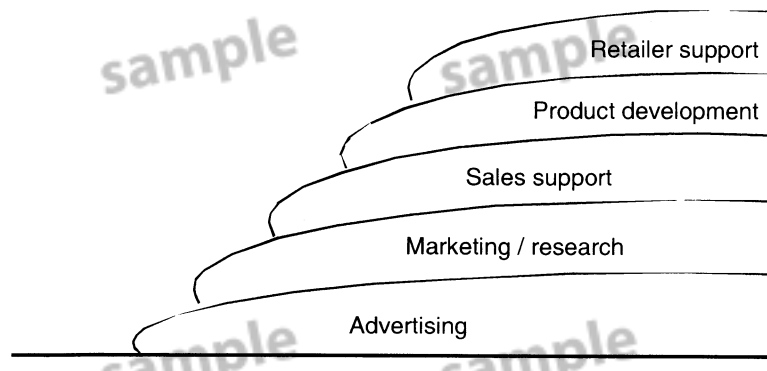 sample
sample
Retailer support
Product development
Sales support
Marketing / research
Advertising
sample
sample